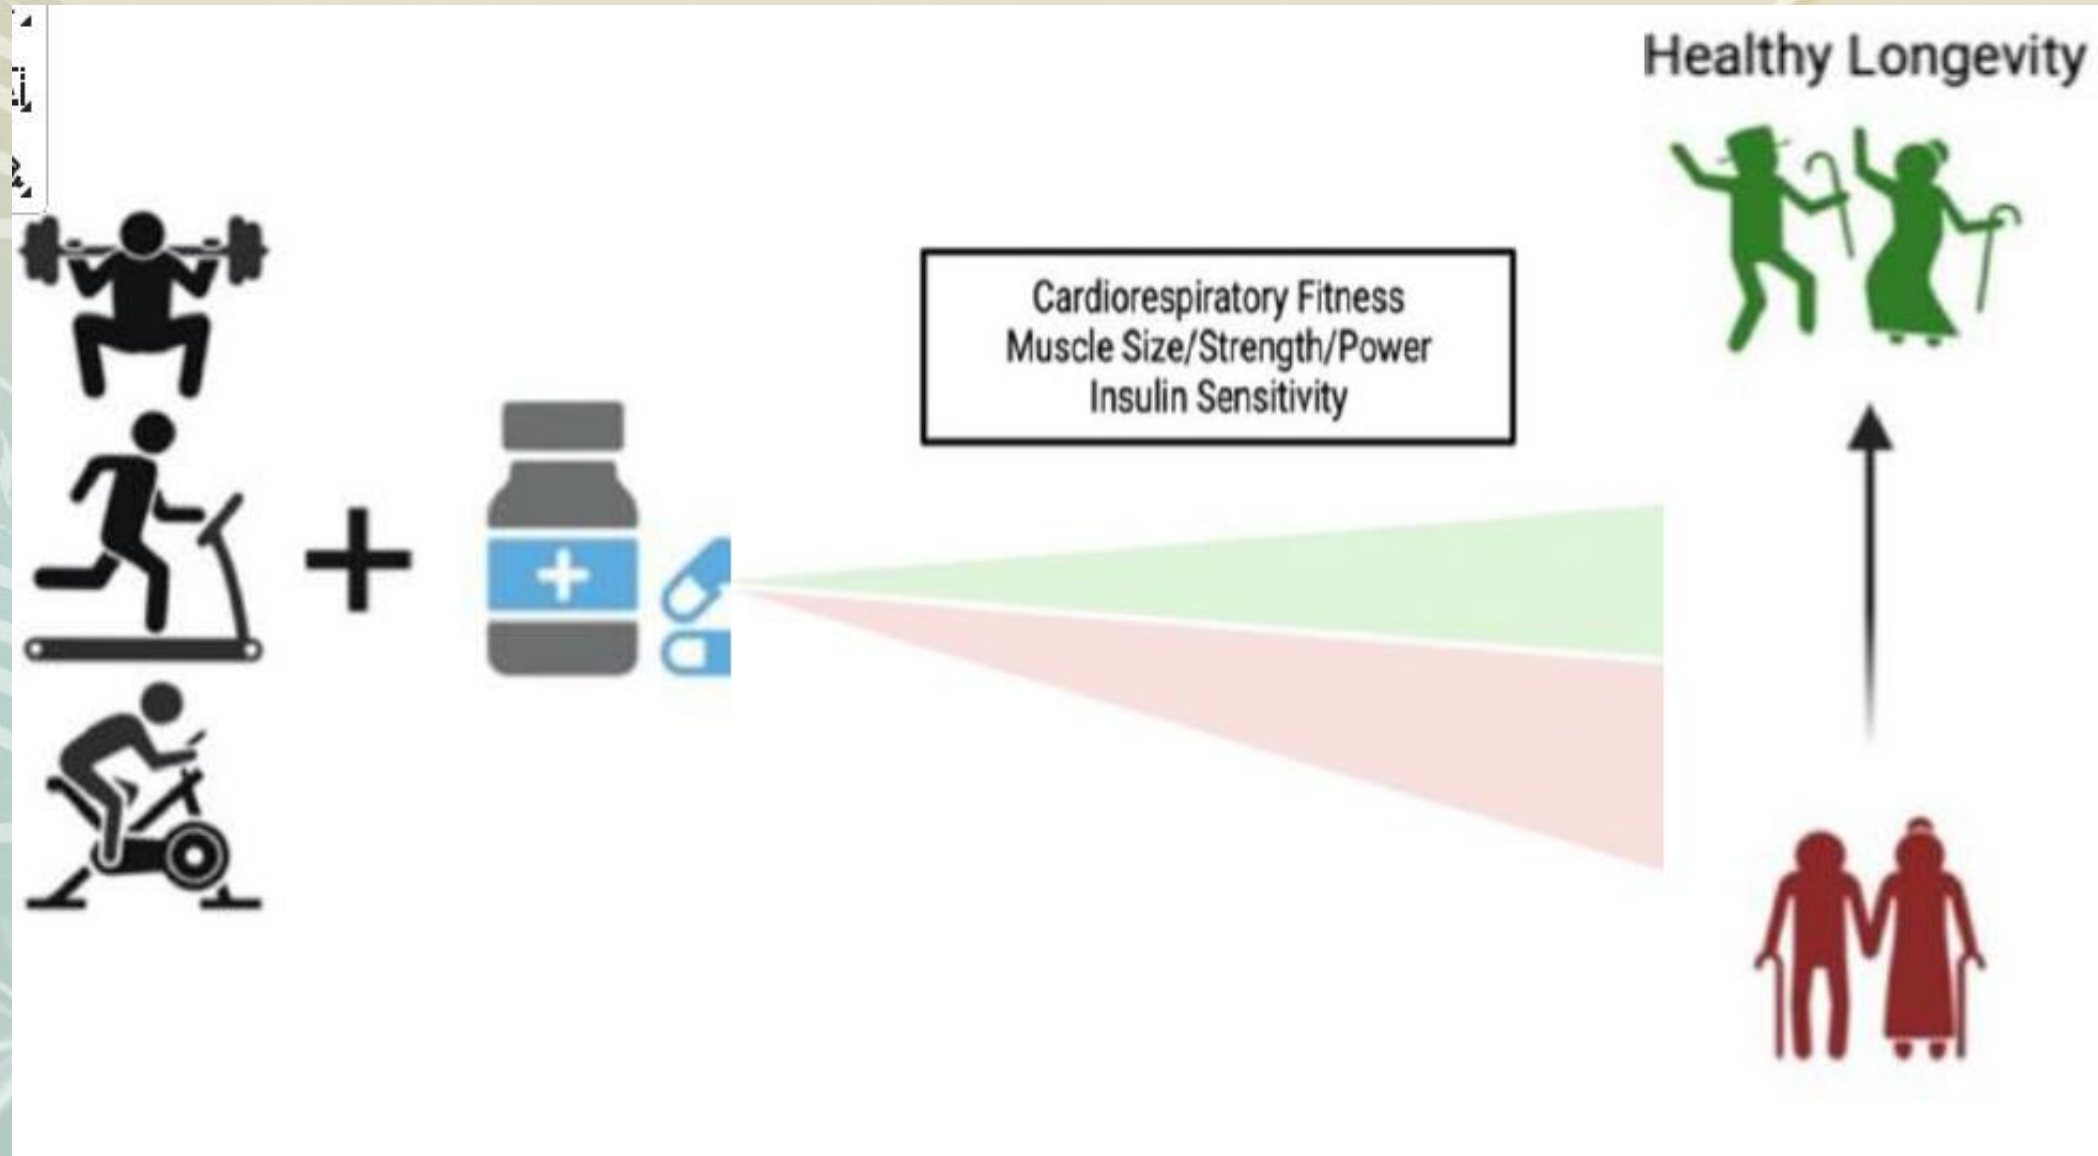 Healthy Longevity
Cardiorespiratory Fitness
Muscle Size/Strength/Power
Insulin Sensitivity